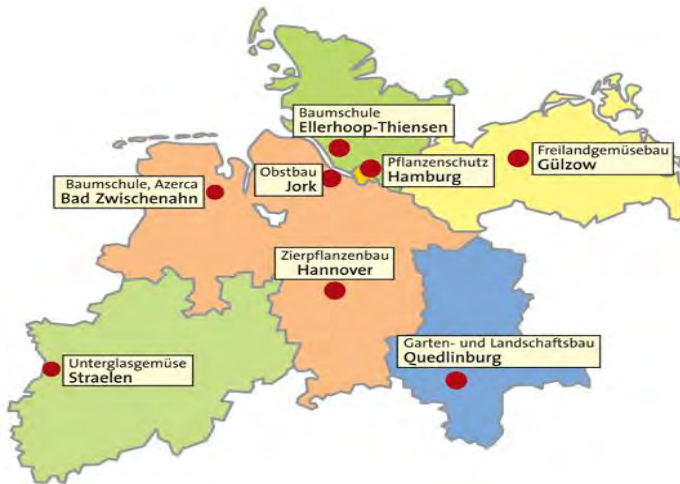 Baumschule
Ellerhoop-Thiensen
Pflanzenschutz
Hamburg
Freilandgemüsebau
Gülzow
Obstbau
Jork
Baumschule, Azerca
Bad Zwischenahn
Zierpflanzenbau
Hannover
Garten- und Landschaftsbau
Quedlinburg
Unterglasgemüse
Straelen